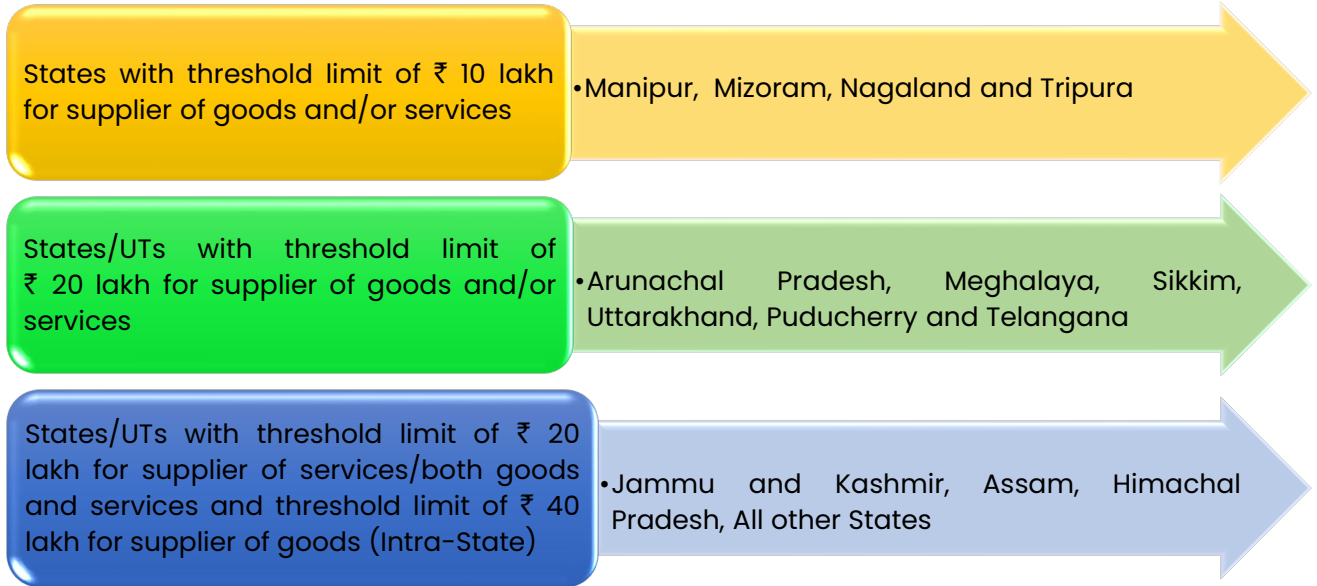 States with threshold limit of ₹ 10 lakh
for supplier of goods and/or services
•Manipur, Mizoram, Nagaland and Tripura
States/UTs with threshold limit of
₹ 20 lakh for supplier of goods and/or
services
•Arunachal Pradesh, Meghalaya, Sikkim,
Uttarakhand, Puducherry and Telangana
States/UTs with threshold limit of ₹ 20
lakh for supplier of services/both goods
and services and threshold limit of ₹ 40
lakh for supplier of goods (Intra-State)
•Jammu and Kashmir, Assam, Himachal
Pradesh, All other States